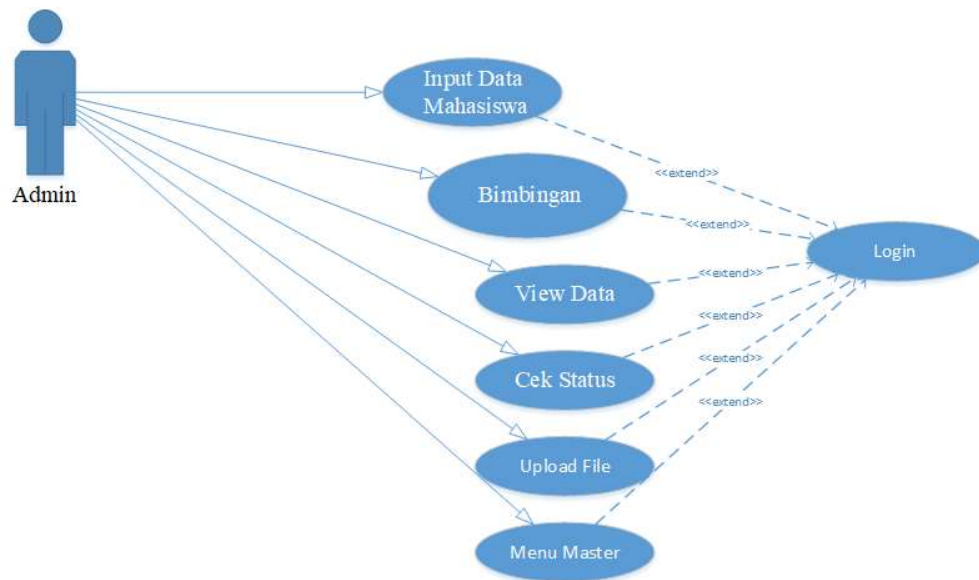 Admin
Input Data
Mahasiswa
Bimbingan
View Data
Cek Status
Upload File
Menu Master
<<extend>>
<<extend>>
<<extend>>
<<extend>>
<<extend>>
<<extend>>
Login